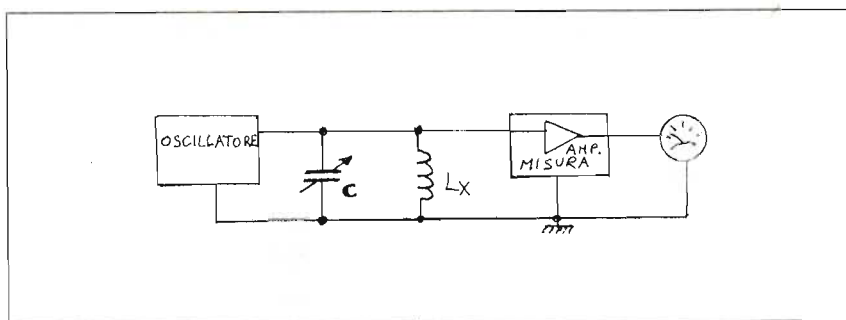 OSCILLATORE
C
LX
AMP.
MISURA